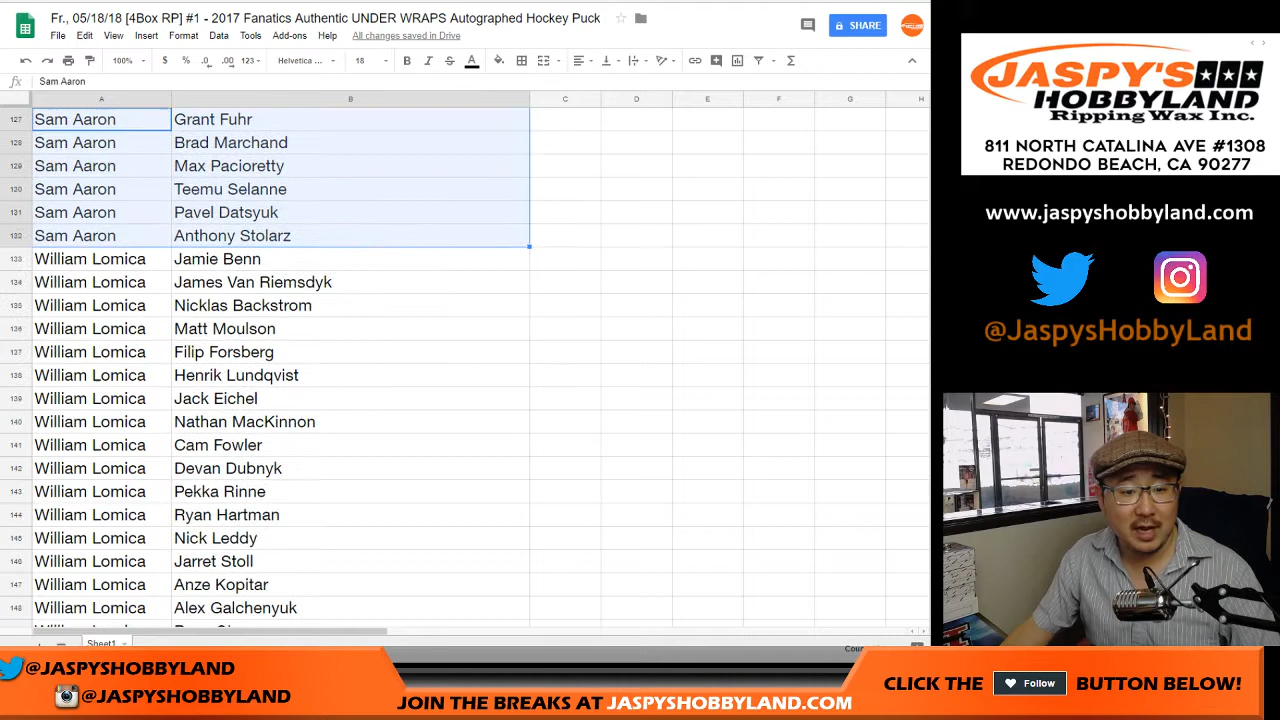 Fr., 05/18/18 [4Box RP] #1 - 2017 Fanatics Authentic UNDER WRAPS Autographed Hockey Puck
File Edit View Insert Format Data Tools Add-ons Help All changes saved in Drive
SHARE
100% $ % .0 .00 123 Helvetica ... 18 B I S A
fx Sam Aaron
A B C D E F G H
127 Sam Aaron Grant Fuhr
128 Sam Aaron Brad Marchand
129 Sam Aaron Max Pacioretty
130 Sam Aaron Teemu Selanne
131 Sam Aaron Pavel Datsyuk
132 Sam Aaron Anthony Stolarz
133 William Lomica Jamie Benn
134 William Lomica James Van Riemsdyk
135 William Lomica Nicklas Backstrom
136 William Lomica Matt Moulson
137 William Lomica Filip Forsberg
138 William Lomica Henrik Lundqvist
139 William Lomica Jack Eichel
140 William Lomica Nathan MacKinnon
141 William Lomica Cam Fowler
142 William Lomica Devan Dubnyk
143 William Lomica Pekka Rinne
144 William Lomica Ryan Hartman
145 William Lomica Nick Leddy
146 William Lomica Jarret Stoll
147 William Lomica Anze Kopitar
148 William Lomica Alex Galchenyuk
Sheet1
JASPY'S
HOBBYLAND
Ripping Wax Inc.
811 NORTH CATALINA AVE #1308
REDONDO BEACH, CA 90277
www.jaspyshobbyland.com
@JaspysHobbyLand
@JASPYSHOBBYLAND
@JASPYSHOBBYLAND
JOIN THE BREAKS AT JASPYSHOBBYLAND.COM
CLICK THE Follow BUTTON BELOW!